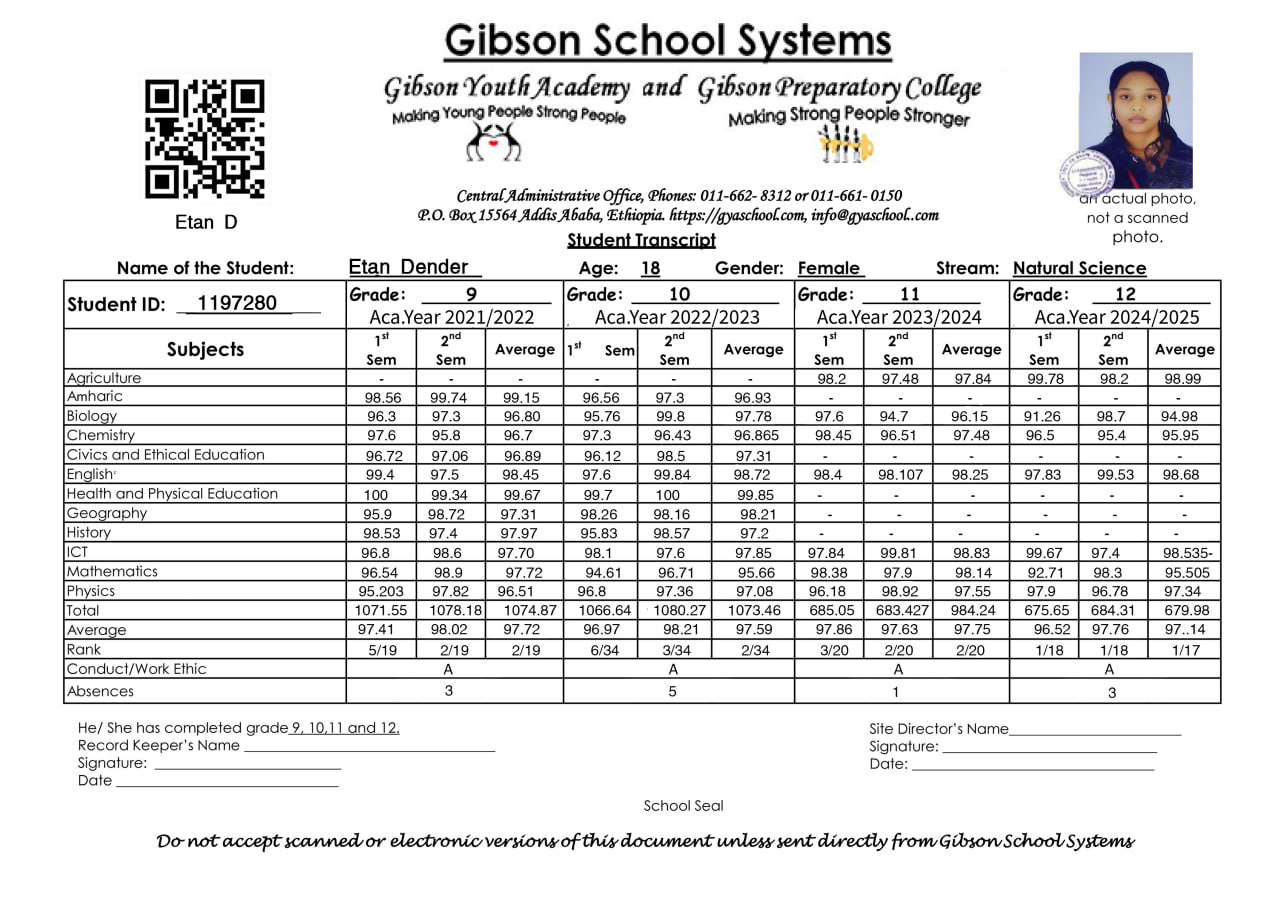 Gibson School Systems
Gibson Youth Academy and Gibson Preparatory College
Making Young People Strong People
Making Strong People Stronger
Etan D
Central Administrative Office, Phones: 011-662- 8312 or 011-661- 0150
P.O. Box 15564 Addis Ababa, Ethiopia. https://gyaschool.com, info@gyaschool.com
an actual photo,
not a scanned
photo.
Student Transcript
Name of the Student: Etan Dender Age: 18 Gender: Female Stream: Natural Science
Student ID: 1197280 Grade: 9 Grade: 10 Grade: 11 Grade: 12
Aca.Year 2021/2022 Aca.Year 2022/2023 Aca.Year 2023/2024 Aca.Year 2024/2025
Subjects 1st Sem 2nd Sem Average 1st Sem 2nd Sem Average 1st Sem 2nd Sem Average 1st Sem 2nd Sem Average
Agriculture - - - - - - 98.2 97.48 97.84 99.78 98.2 98.99
Amharic 98.56 99.74 99.15 96.56 97.3 96.93 - - - - - -
Biology 96.3 97.3 96.80 95.76 99.8 97.78 97.6 94.7 96.15 91.26 98.7 94.98
Chemistry 97.6 95.8 96.7 97.3 96.43 96.865 98.45 96.51 97.48 96.5 95.4 95.95
Civics and Ethical Education 96.72 97.06 96.89 96.12 98.5 97.31 - - - - - -
English 99.4 97.5 98.45 97.6 99.84 98.72 98.4 98.107 98.25 97.83 99.53 98.68
Health and Physical Education 100 99.34 99.67 99.7 100 99.85 - - - - - -
Geography 95.9 98.72 97.31 98.26 98.16 98.21 - - - - - -
History 98.53 97.4 97.97 95.83 98.57 97.2 - - - - - -
ICT 96.8 98.6 97.70 98.1 97.6 97.85 97.84 99.81 98.83 99.67 97.4 98.535-
Mathematics 96.54 98.9 97.72 94.61 96.71 95.66 98.38 97.9 98.14 92.71 98.3 95.505
Physics 95.203 97.82 96.51 96.8 97.36 97.08 96.18 98.92 97.55 97.9 96.78 97.34
Total 1071.55 1078.18 1074.87 1066.64 1080.27 1073.46 685.05 683.427 984.24 675.65 684.31 679.98
Average 97.41 98.02 97.72 96.97 98.21 97.59 97.86 97.63 97.75 96.52 97.76 97..14
Rank 5/19 2/19 2/19 6/34 3/34 2/34 3/20 2/20 2/20 1/18 1/18 1/17
Conduct/Work Ethic A A A A
Absences 3 5 1 3
He/ She has completed grade 9, 10,11 and 12.
Record Keeper's Name
Signature:
Date
Site Director's Name
Signature:
Date:
School Seal
Do not accept scanned or electronic versions of this document unless sent directly from Gibson School Systems